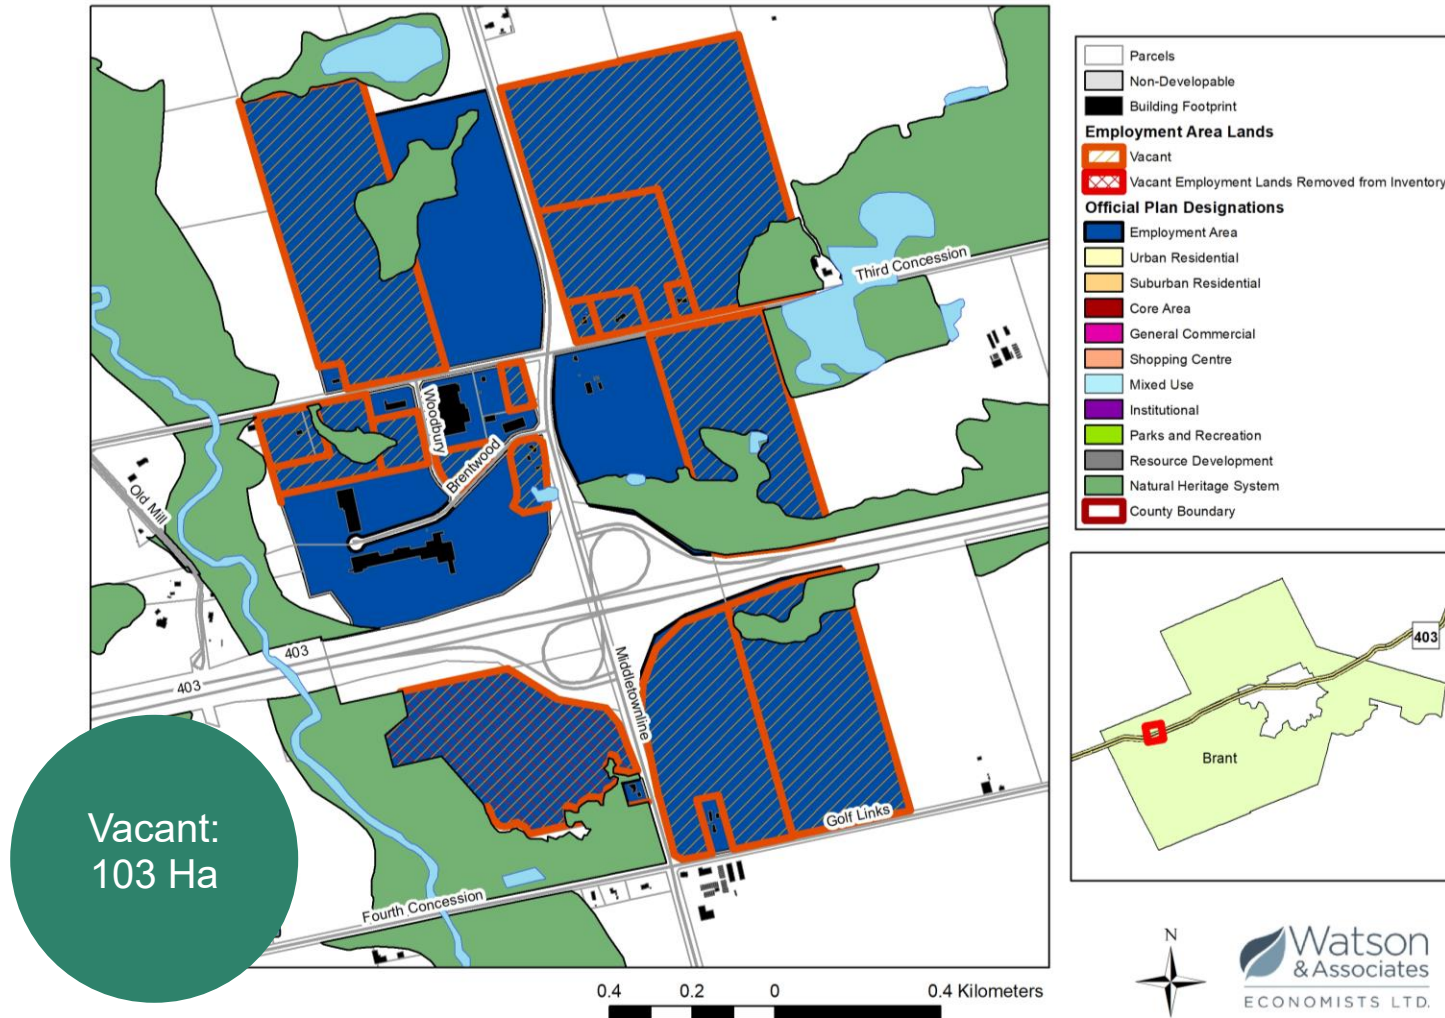 Parcels
Non-Developable
Building Footprint
Employment Area Lands
Vacant
Vacant Employment Lands Removed from Inventory
Official Plan Designations
Employment Area
Urban Residential
Suburban Residential
Core Area
General Commercial
Shopping Centre
Mixed Use
Institutional
Parks and Recreation
Resource Development
Natural Heritage System
County Boundary
Third Concession
Woodbury
Brentwood
Old Mill
403
403
Middletownline
Golf Links
Fourth Concession
Vacant:
103 Ha
403
Brant
0.4 0.2 0 0.4 Kilometers
N
Watson
& Associates
ECONOMISTS LTD.